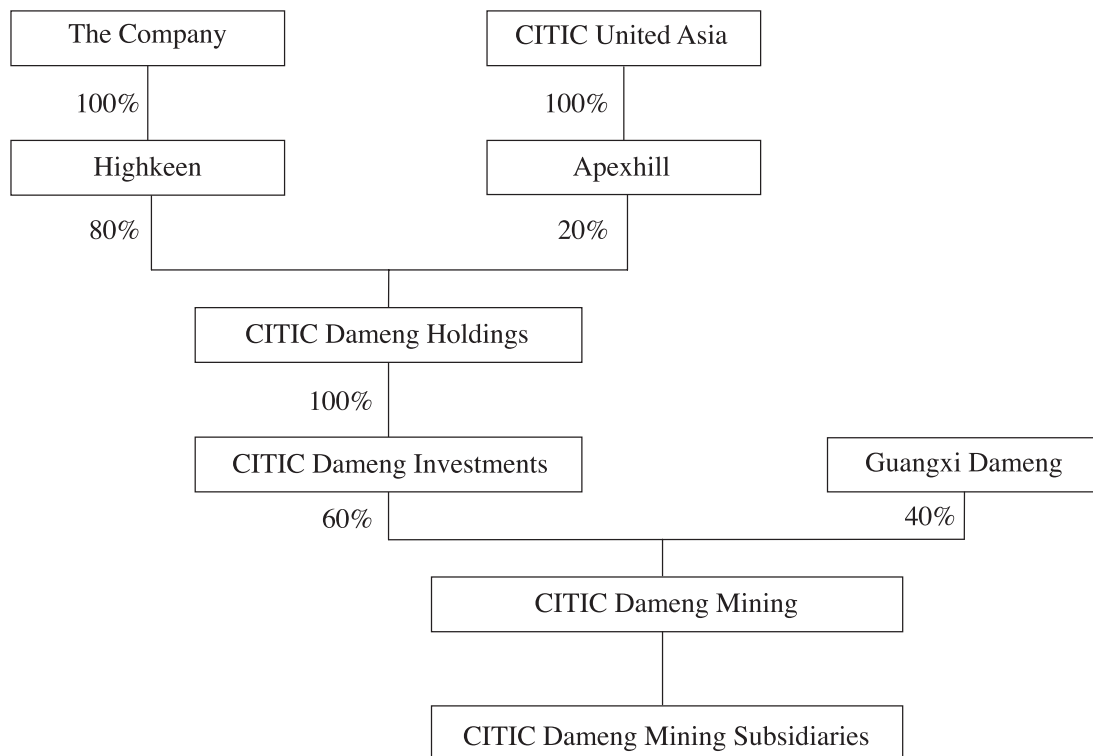 The Company
CITIC United Asia
100%
100%
Highkeen
Apexhill
80%
20%
CITIC Dameng Holdings
100%
CITIC Dameng Investments
Guangxi Dameng
60%
40%
CITIC Dameng Mining
CITIC Dameng Mining Subsidiaries